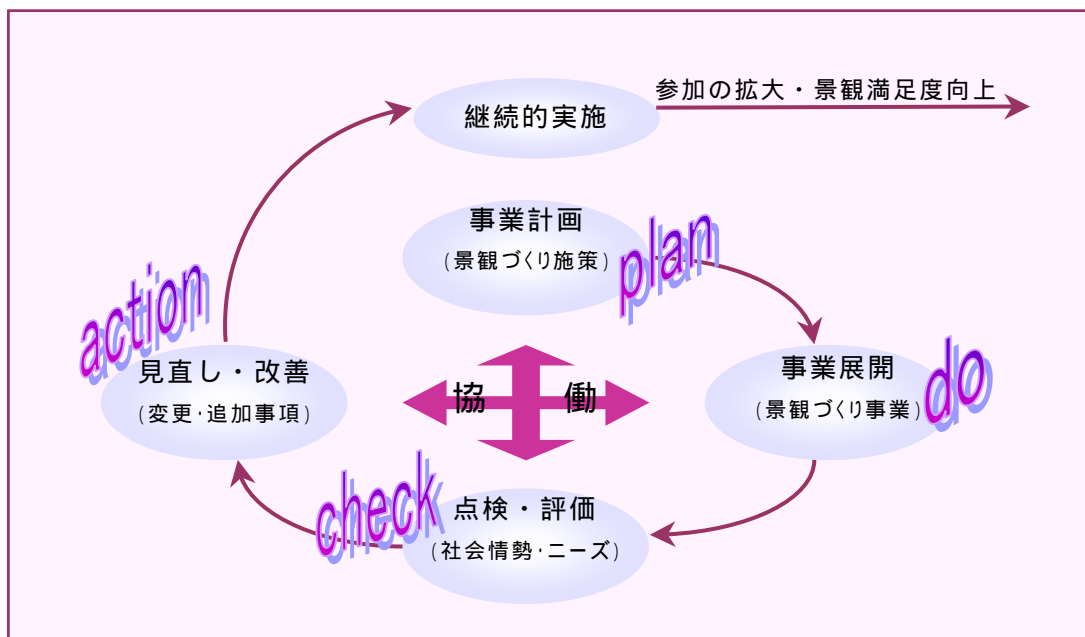 参加の拡大・景観満足度向上
継続的実施
事業計画
(景観づくり施策)
plan
action
見直し・改善
(変更・追加事項)
協働
事業展開
(景観づくり事業)
do
check
点検・評価
(社会情勢・ニーズ)